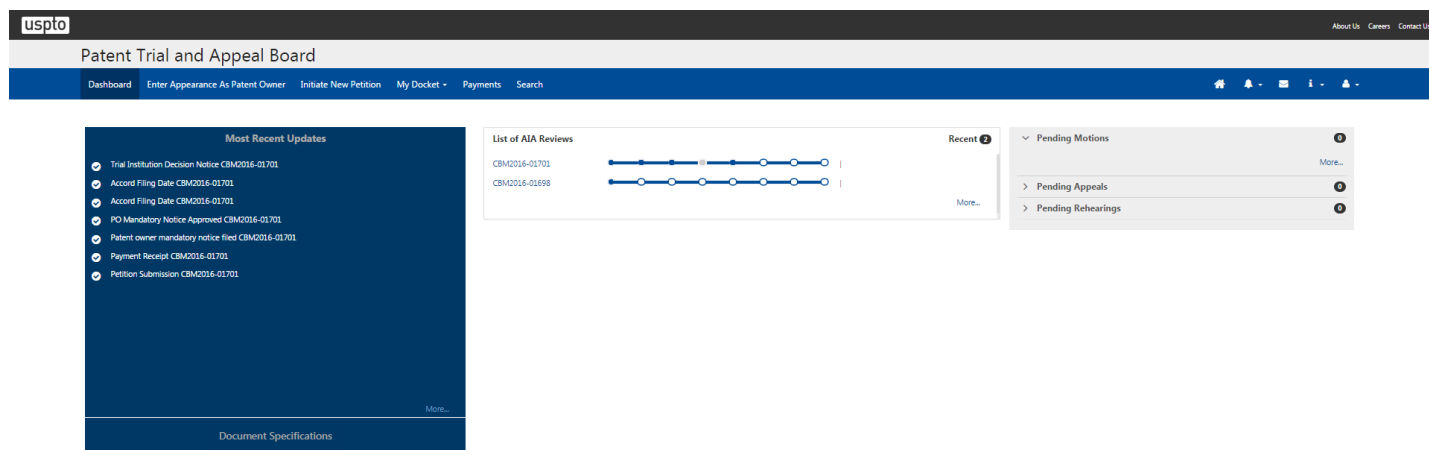 uspto
About Us Careers Contact Us
Patent Trial and Appeal Board
Dashboard Enter Appearance As Patent Owner Initiate New Petition My Docket Payments Search
Most Recent Updates
Trial Institution Decision Notice CBM2016-01701
Accord Filing Date CBM2016-01701
Accord Filing Date CBM2016-01701
PO Mandatory Notice Approved CBM2016-01701
Patent owner mandatory notice filed CBM2016-01701
Payment Receipt CBM2016-01701
Petition Submission CBM2016-01701
More...
Document Specifications
List of AIA Reviews Recent 2
CBM2016-01701
CBM2016-01698
More...
Pending Motions 0
More...
Pending Appeals 0
Pending Rehearings 0